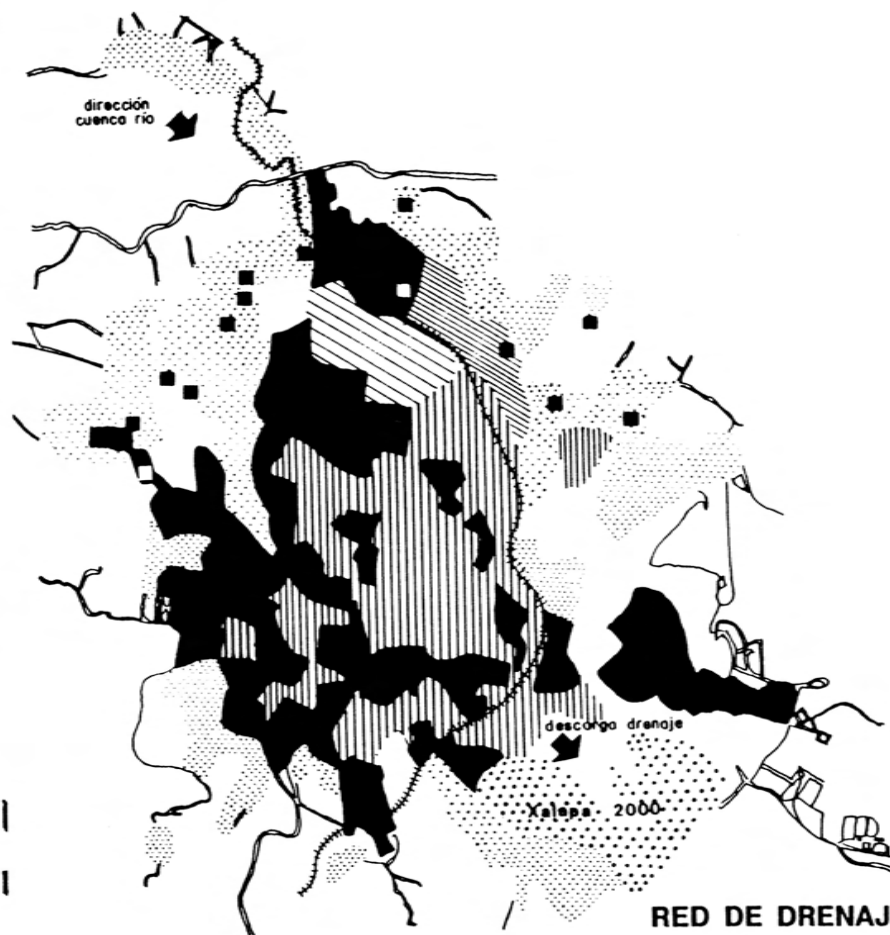 dirección
cuenca río
descarga drenaje
Xalapa 2000
RED DE DRENAJ